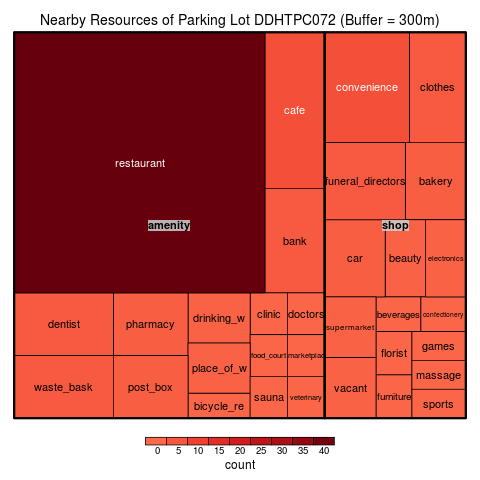 Nearby Resources of Parking Lot DDHTPC072 (Buffer = 300m)
restaurant
amenity
cafe
bank
dentist
pharmacy
waste_bask
post_box
drinking_w
place_of_w
bicycle_re
clinic
doctors
food_court
marketplac
sauna
veterinary
convenience
clothes
funeral_directors
bakery
shop
car
beauty
electronics
supermarket
vacant
beverages
confectionery
florist
furniture
games
massage
sports
0 5 10 15 20 25 30 35 40
count